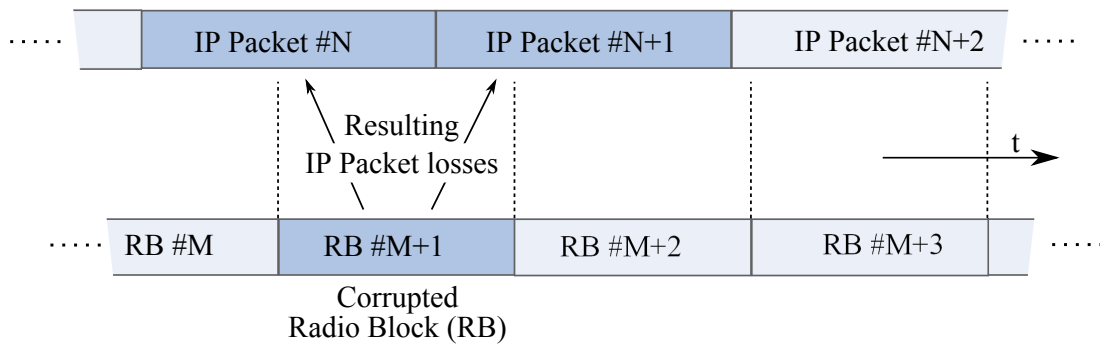 IP Packet #N
IP Packet #N+1
IP Packet #N+2
Resulting
IP Packet losses
t
RB #M
RB #M+1
RB #M+2
RB #M+3
Corrupted
Radio Block (RB)